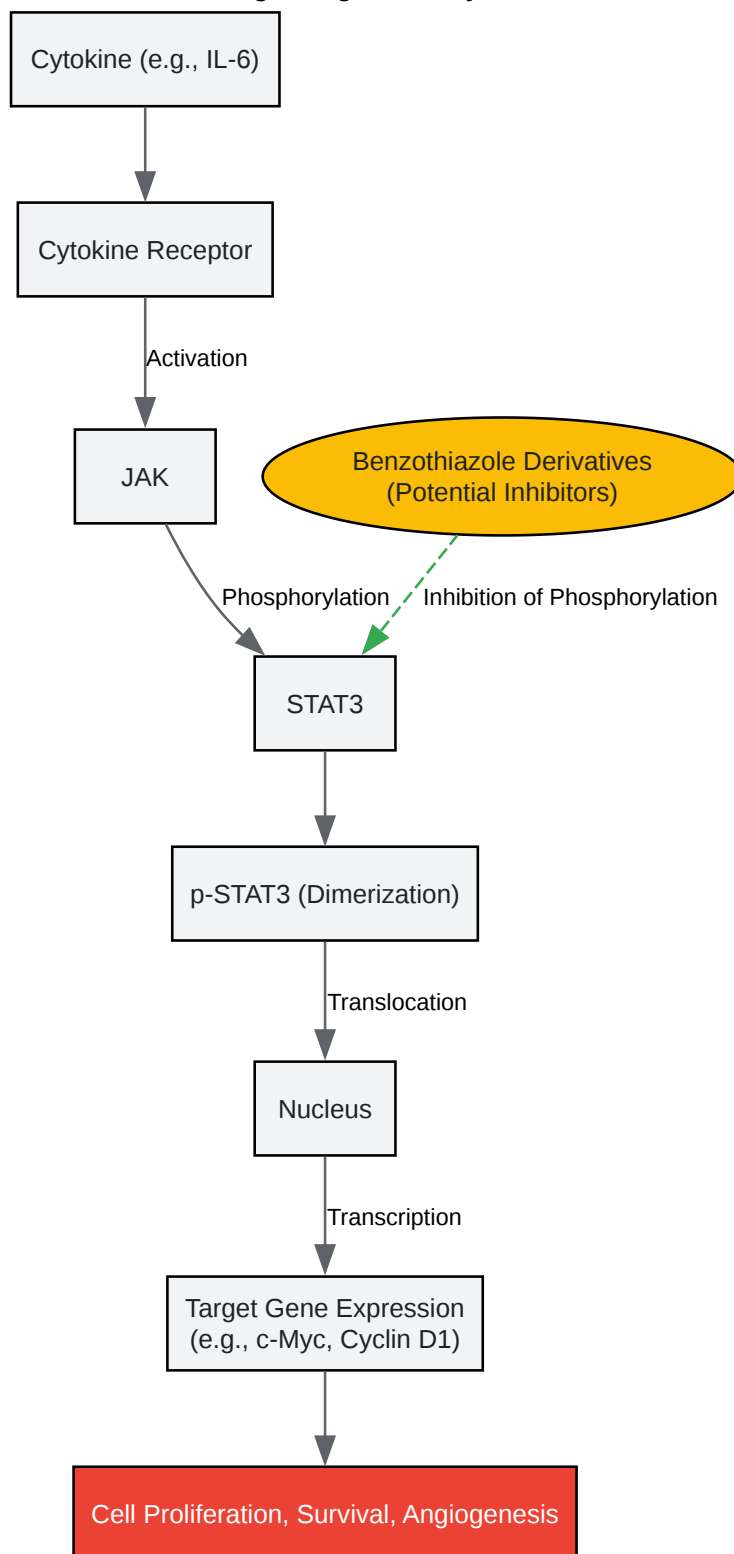 Cytokine (e.g., IL-6)
Cytokine Receptor
Activation
JAK
Benzothiazole Derivatives
(Potential Inhibitors)
Phosphorylation
Inhibition of Phosphorylation
STAT3
p-STAT3 (Dimerization)
Translocation
Nucleus
Transcription
Target Gene Expression
(e.g., c-Myc, Cyclin D1)
Cell Proliferation, Survival, Angiogenesis